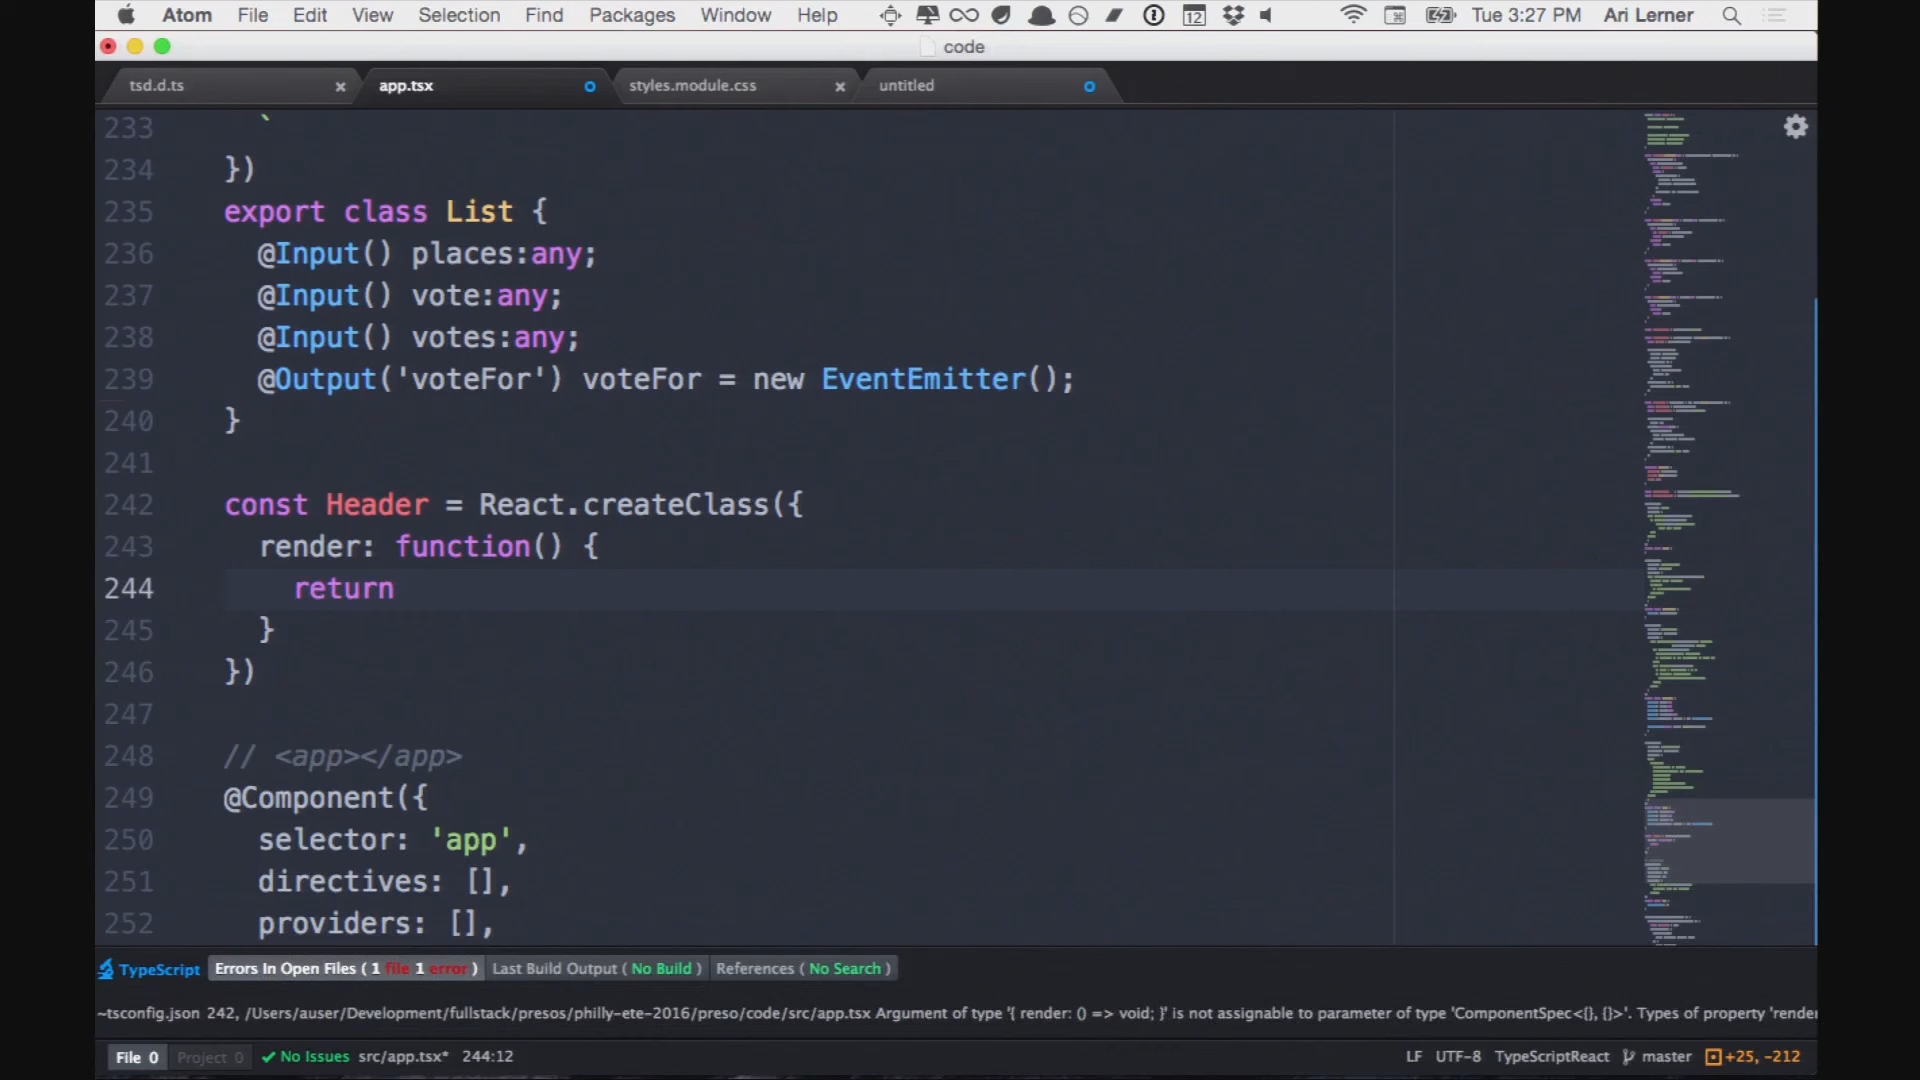 Atom File Edit View Selection Find Packages Window Help 12 Tue 3:27 PM Ari Lerner
code
tsd.d.ts app.tsx styles.module.css untitled
233 `
234 })
235 export class List {
236 @Input() places:any;
237 @Input() vote:any;
238 @Input() votes:any;
239 @Output('voteFor') voteFor = new EventEmitter();
240 }
241
242 const Header = React.createClass({
243 render: function() {
244 return
245 }
246 })
247
248 // <app></app>
249 @Component({
250 selector: 'app',
251 directives: [],
252 providers: [],
TypeScript Errors In Open Files ( 1 file 1 error ) Last Build Output ( No Build ) References ( No Search )
~tsconfig.json 242, /Users/auser/Development/fullstack/presos/philly-ete-2016/preso/code/src/app.tsx Argument of type '{ render: () => void; }' is not assignable to parameter of type 'ComponentSpec<{}, {}>'. Types of property 'render
File 0 Project 0 No Issues src/app.tsx* 244:12 LF UTF-8 TypeScriptReact master +25, -212